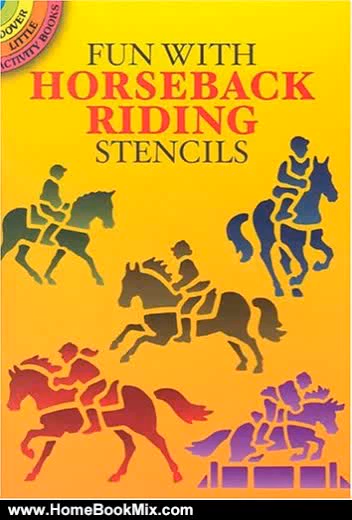 DOVER
LITTLE
ACTIVITY BOOKS
FUN WITH
HORSEBACK
RIDING
STENCILS
www.HomeBookMix.com